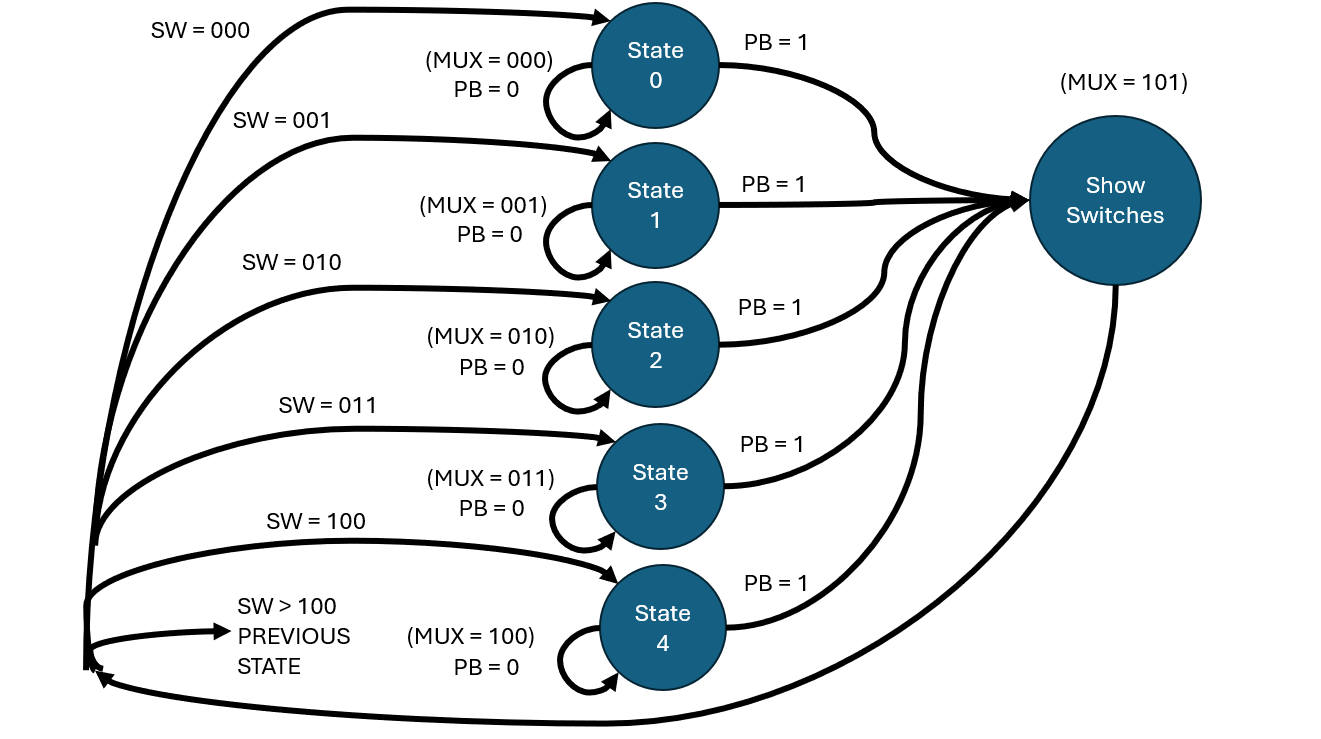 SW = 000
State
0
(MUX = 000)
PB = 0
PB = 1
(MUX = 101)
Show
Switches
SW = 001
State
1
(MUX = 001)
PB = 0
PB = 1
SW = 010
State
2
(MUX = 010)
PB = 0
PB = 1
SW = 011
State
3
(MUX = 011)
PB = 0
PB = 1
SW = 100
State
4
(MUX = 100)
PB = 0
PB = 1
SW > 100
PREVIOUS
STATE